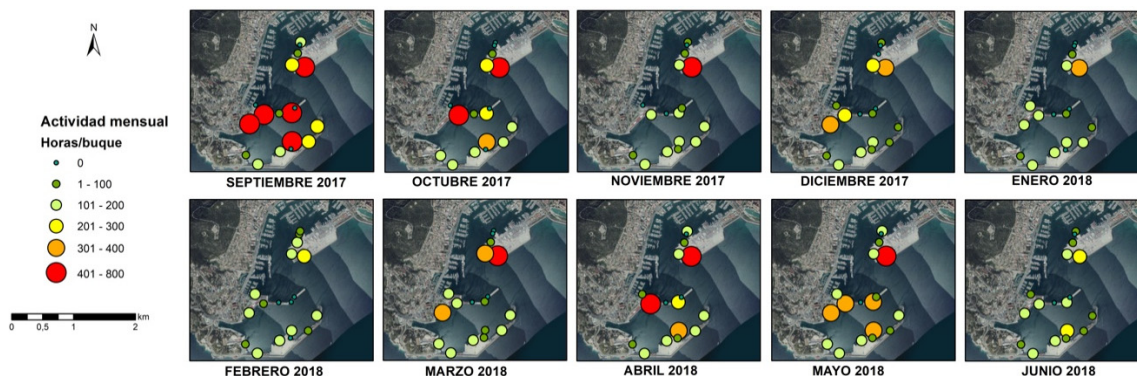 N
Actividad mensual
Horas/buque
0
1 - 100
101 - 200
201 - 300
301 - 400
401 - 800
0 0,5 1 2
km
SEPTIEMBRE 2017
OCTUBRE 2017
NOVIEMBRE 2017
DICIEMBRE 2017
ENERO 2018
FEBRERO 2018
MARZO 2018
ABRIL 2018
MAYO 2018
JUNIO 2018